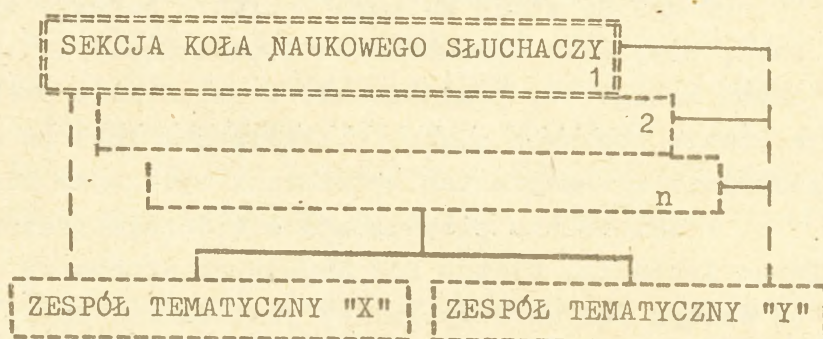 SEKCJA KOŁA NAUKOWEGO SŁUCHACZY
1
2
n
ZESPÓŁ TEMATYCZNY "X"
ZESPÓŁ TEMATYCZNY "Y"